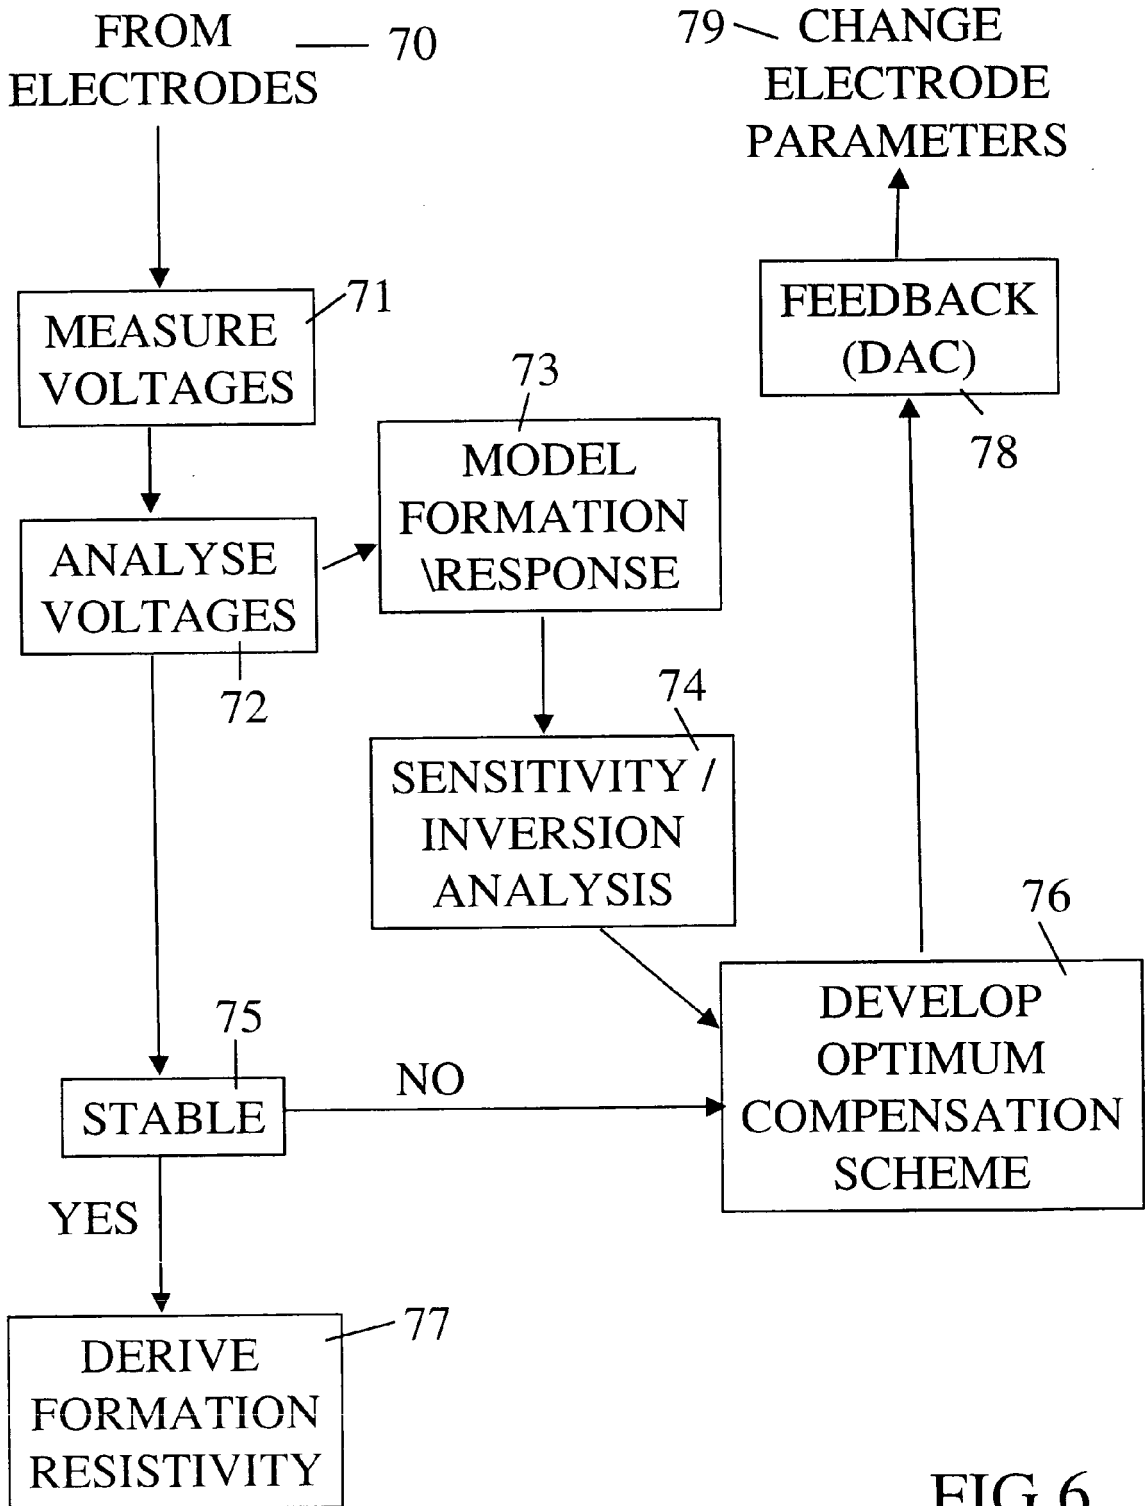 FROM
ELECTRODES
70
79
CHANGE
ELECTRODE
PARAMETERS
MEASURE
VOLTAGES
71
FEEDBACK
(DAC)
78
73
MODEL
FORMATION
\RESPONSE
ANALYSE
VOLTAGES
72
74
SENSITIVITY /
INVERSION
ANALYSIS
76
DEVELOP
OPTIMUM
COMPENSATION
SCHEME
75
STABLE
NO
YES
77
DERIVE
FORMATION
RESISTIVITY
FIG 6